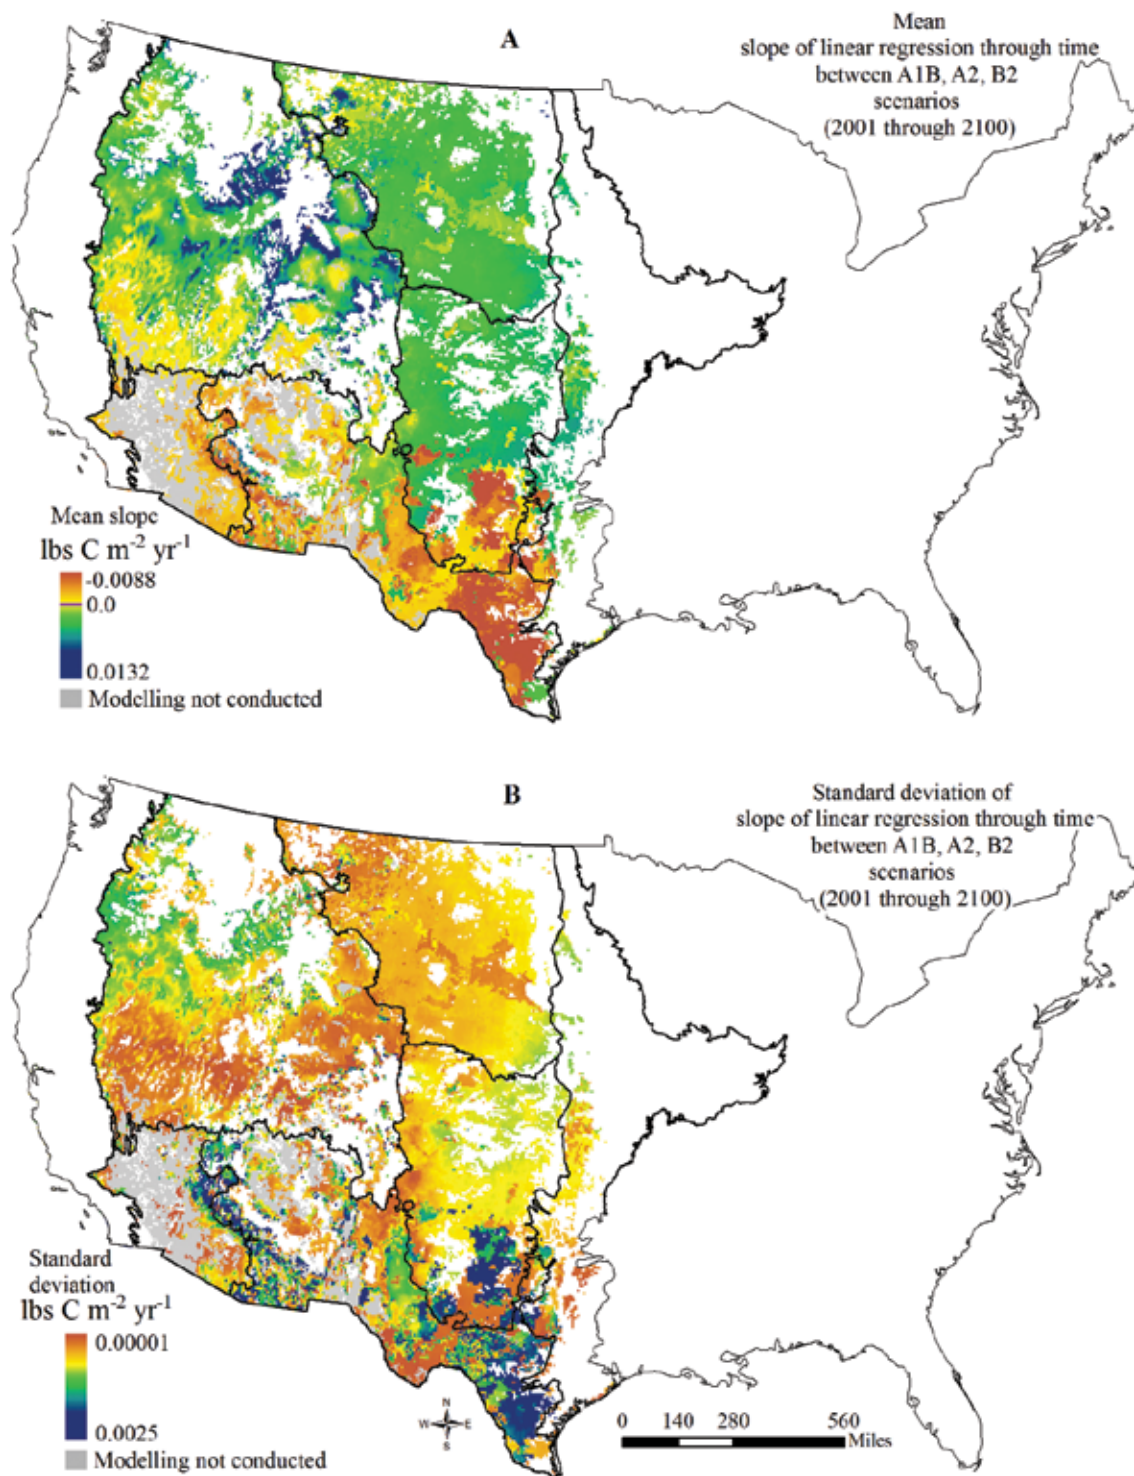 A
Mean
slope of linear regression through time
between A1B, A2, B2
scenarios
(2001 through 2100)
Mean slope
lbs C m⁻² yr⁻¹
-0.0088
0.0
0.0132
Modelling not conducted
B
Standard deviation of
slope of linear regression through time
between A1B, A2, B2
scenarios
(2001 through 2100)
Standard
deviation
lbs C m⁻² yr⁻¹
0.00001
0.0025
Modelling not conducted
N
W E
S
0 140 280 560
Miles